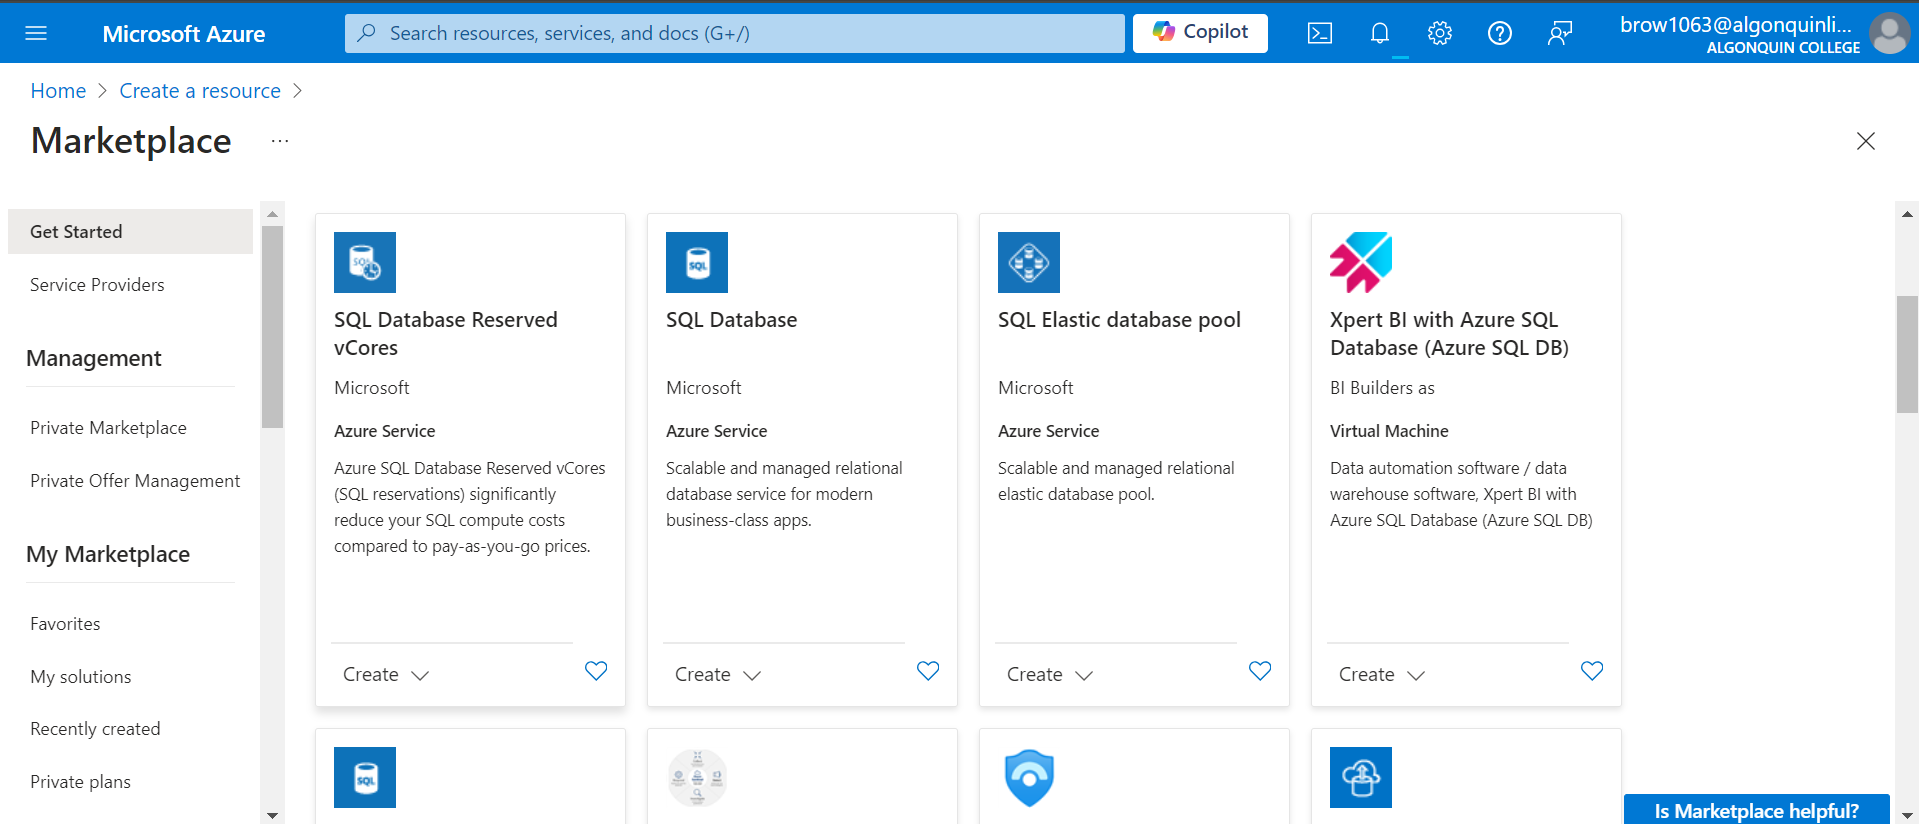 Microsoft Azure
Search resources, services, and docs (G+/)
Copilot
brow1063@algonquinli...
ALGONQUIN COLLEGE
Home > Create a resource >
Marketplace ...
Get Started
Service Providers
Management
Private Marketplace
Private Offer Management
My Marketplace
Favorites
My solutions
Recently created
Private plans
SQL
SQL Database Reserved
vCores
Microsoft
Azure Service
Azure SQL Database Reserved vCores
(SQL reservations) significantly
reduce your SQL compute costs
compared to pay-as-you-go prices.
Create
SQL
SQL Database
Microsoft
Azure Service
Scalable and managed relational
database service for modern
business-class apps.
Create
SQL Elastic database pool
Microsoft
Azure Service
Scalable and managed relational
elastic database pool.
Create
Xpert BI with Azure SQL
Database (Azure SQL DB)
BI Builders as
Virtual Machine
Data automation software / data
warehouse software, Xpert BI with
Azure SQL Database (Azure SQL DB)
Create
SQL
Is Marketplace helpful?